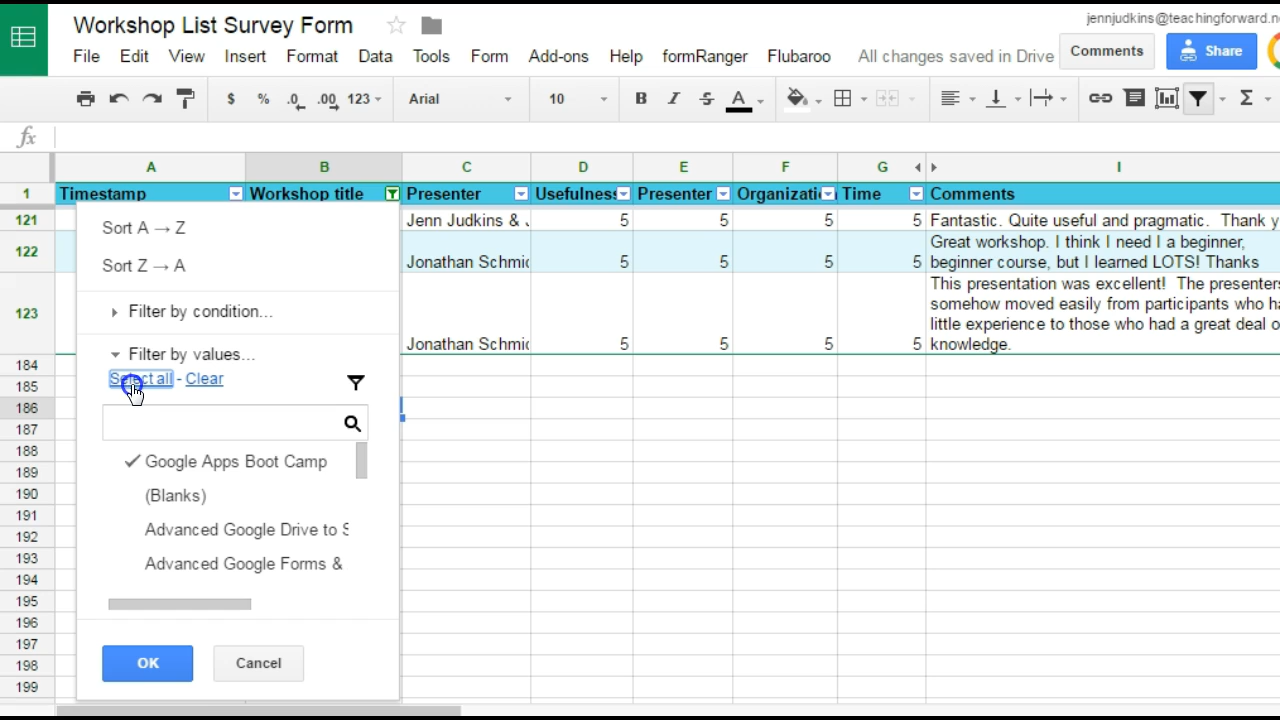 Workshop List Survey Form
jennjudkins@teachingforward.n
File Edit View Insert Format Data Tools Form Add-ons Help formRanger Flubaroo All changes saved in Drive Comments Share
$ % .0 .00 123 Arial 10 B I S A Σ
fx
A B C D E F G I
1 Timestamp Workshop title Presenter Usefulness Presenter Organizati Time Comments
121 Jenn Judkins & 5 5 5 5 Fantastic. Quite useful and pragmatic. Thank y
122 Jonathan Schmi 5 5 5 5 Great workshop. I think I need I a beginner,
beginner course, but I learned LOTS! Thanks
123 Jonathan Schmi 5 5 5 5 This presentation was excellent! The presenters
somehow moved easily from participants who ha
little experience to those who had a great deal o
knowledge.
Sort A → Z
Sort Z → A
Filter by condition...
Filter by values...
Select all - Clear
Google Apps Boot Camp
(Blanks)
Advanced Google Drive to S
Advanced Google Forms &
OK Cancel
184
185
186
187
188
189
190
191
192
193
194
195
196
197
198
199